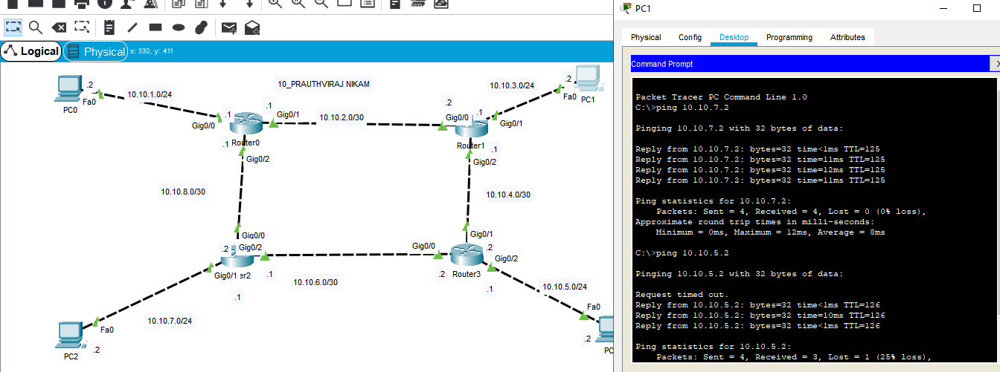 PC1
Logical
Physical
x: 530, y: 411
Physical Config Desktop Programming Attributes
Command Prompt
.2
Fa0
PC0
10.10.1.0/24
10_PRAUTHVIRAJ NIKAM
10.10.3.0/24
.2
Fa0
PC1
.1
Gig0/0
.1
Gig0/1
10.10.2.0/30
.2
Gig0/0
.1
Gig0/1
Router0
.1
Gig0/2
Router1
.1
Gig0/2
10.10.8.0/30
10.10.4.0/30
Gig0/0
.2
Gig0/2
Gig0/1
er2
.1
.1
10.10.6.0/30
Gig0/0
.2
Gig0/1
.2
Gig0/2
Router3
.1
10.10.5.0/24
Fa0
.2
PC
10.10.7.0/24
Fa0
.2
PC2
Packet Tracer PC Command Line 1.0
C:\>ping 10.10.7.2
Pinging 10.10.7.2 with 32 bytes of data:
Reply from 10.10.7.2: bytes=32 time<1ms TTL=125
Reply from 10.10.7.2: bytes=32 time=11ms TTL=125
Reply from 10.10.7.2: bytes=32 time=12ms TTL=125
Reply from 10.10.7.2: bytes=32 time=11ms TTL=125
Ping statistics for 10.10.7.2:
Packets: Sent = 4, Received = 4, Lost = 0 (0% loss),
Approximate round trip times in milli-seconds:
Minimum = 0ms, Maximum = 12ms, Average = 8ms
C:\>ping 10.10.5.2
Pinging 10.10.5.2 with 32 bytes of data:
Request timed out.
Reply from 10.10.5.2: bytes=32 time<1ms TTL=126
Reply from 10.10.5.2: bytes=32 time=10ms TTL=126
Reply from 10.10.5.2: bytes=32 time<1ms TTL=126
Ping statistics for 10.10.5.2:
Packets: Sent = 4, Received = 3, Lost = 1 (25% loss),